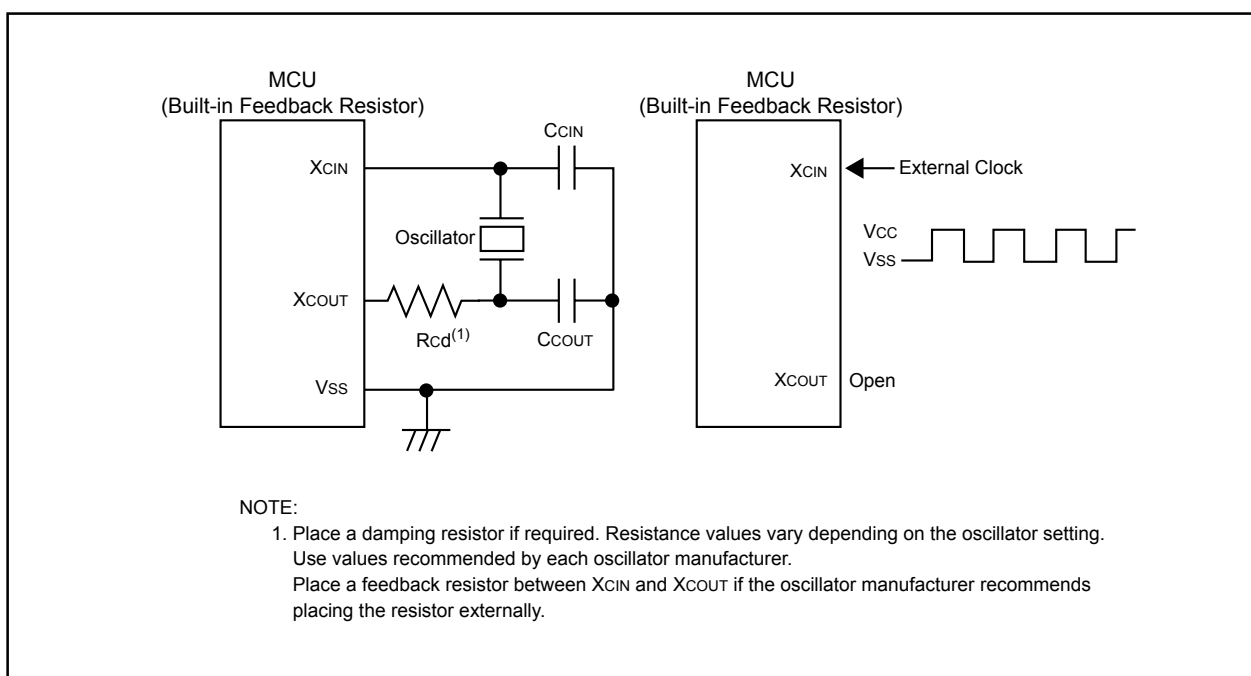 MCU
(Built-in Feedback Resistor)
XCIN
CCIN
Oscillator
XCOUT
RCd(1)
CCOUT
VSS
MCU
(Built-in Feedback Resistor)
XCIN
External Clock
VCC
VSS
XCOUT
Open
NOTE:
1. Place a damping resistor if required. Resistance values vary depending on the oscillator setting.
Use values recommended by each oscillator manufacturer.
Place a feedback resistor between XCIN and XCOUT if the oscillator manufacturer recommends
placing the resistor externally.